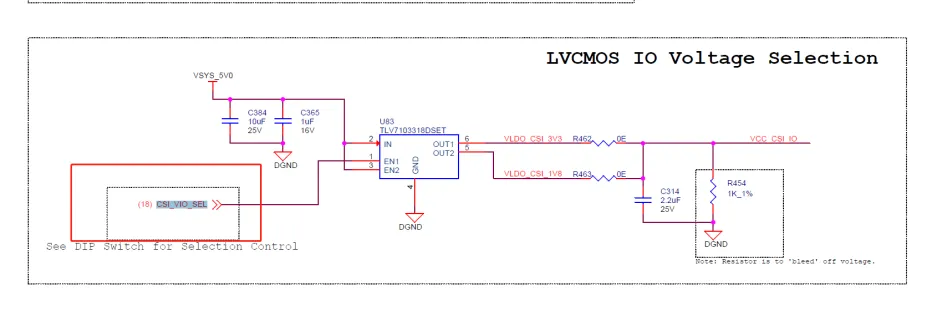 LVCMOS IO Voltage Selection
VSYS_5V0
C384
10uF
25V
C365
1uF
16V
DGND
U83
TLV7103318DSET
2
IN
1
EN1
3
EN2
GND
4
OUT1
6
OUT2
5
DGND
VLDO_CSI_3V3
R462
0E
VCC_CSI_IO
VLDO_CSI_1V8
R463
0E
C314
2.2uF
25V
R454
1K_1%
DGND
Note: Resistor is to 'bleed' off voltage.
(18) CSI_VIO_SEL
See DIP Switch for Selection Control